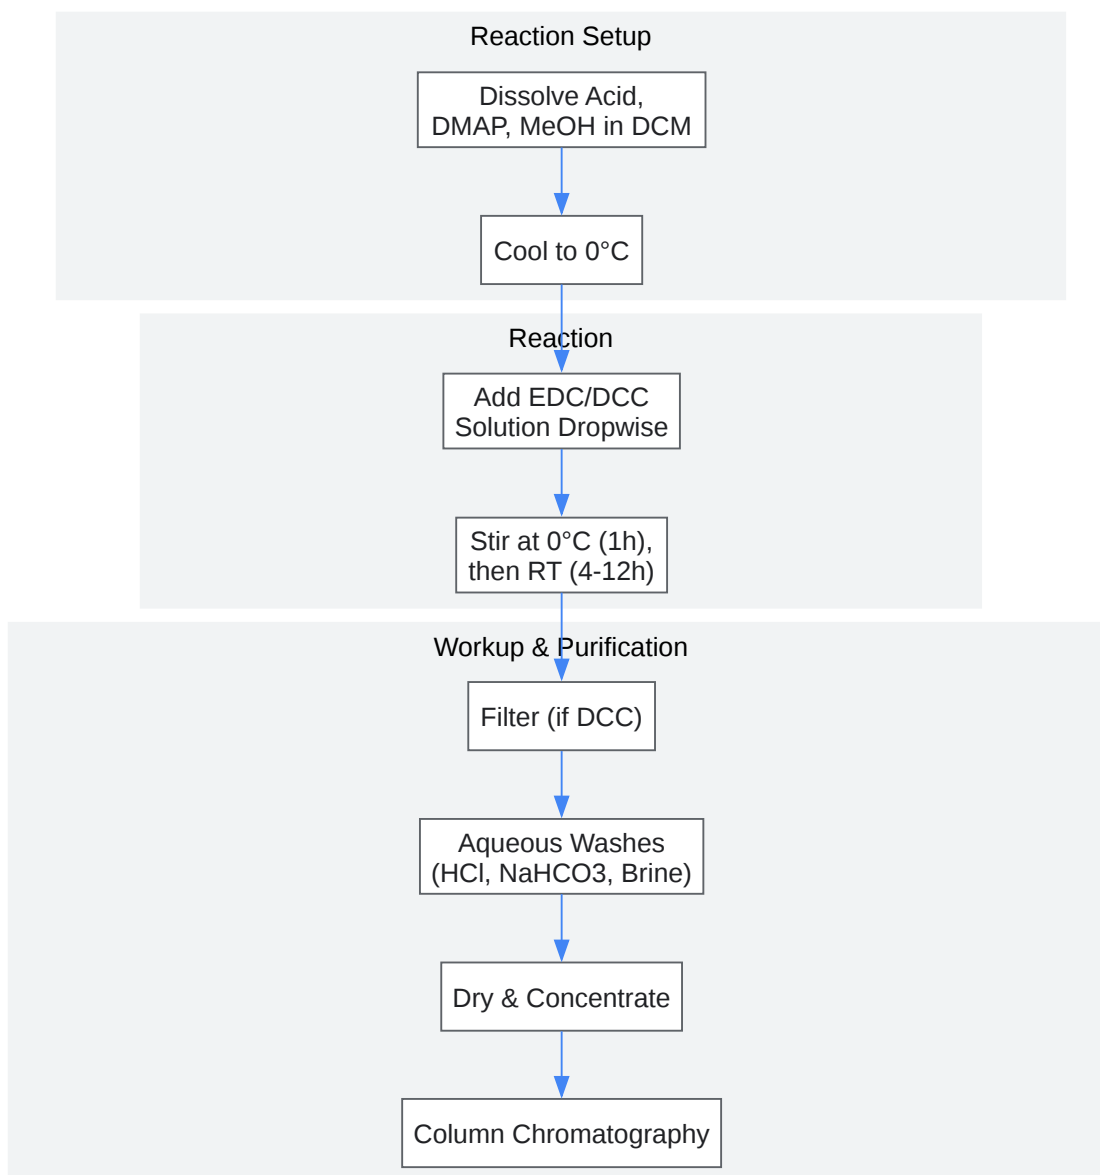 Reaction Setup
Dissolve Acid,
DMAP, MeOH in DCM
Cool to 0°C
Reaction
Add EDC/DCC
Solution Dropwise
Stir at 0°C (1h),
then RT (4-12h)
Workup & Purification
Filter (if DCC)
Aqueous Washes
(HCl, NaHCO3, Brine)
Dry & Concentrate
Column Chromatography